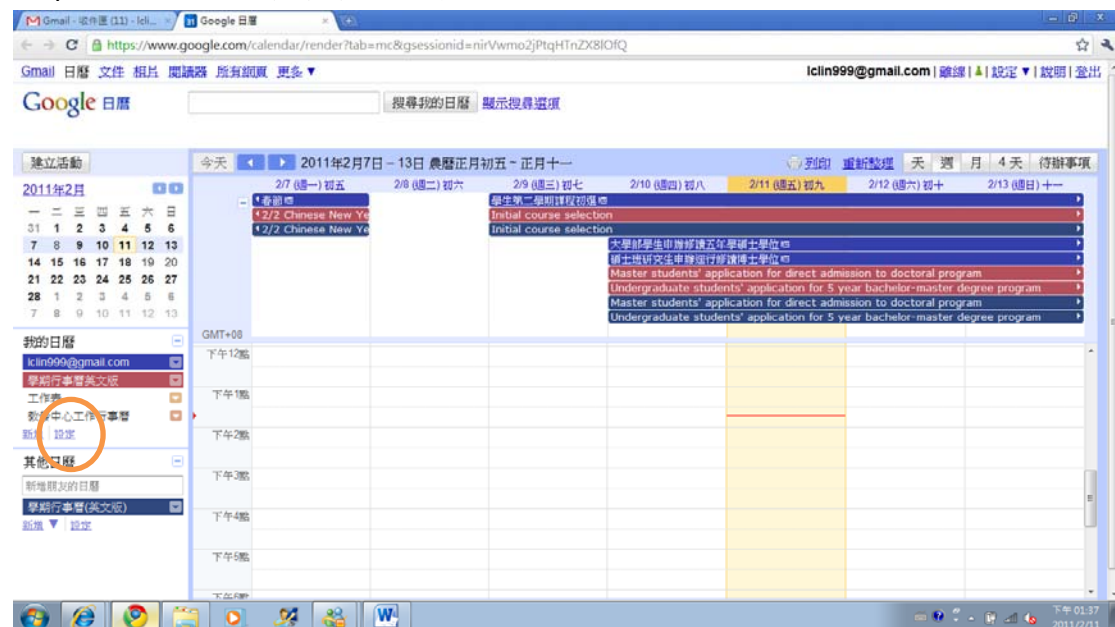 Gmail - 收件匣 (11) - lcli...
Google 日曆
https://www.google.com/calendar/render?tab=mc&gsessionid=nirVwmo2jPtqHTnZX8lOfQ
Gmail 日曆 文件 相片 閱讀器 所有網頁 更多 ▼
lclin999@gmail.com | 離線 | 設定 ▼ | 說明 | 登出
Google 日曆
搜尋我的日曆 顯示搜尋選項
建立活動
今天 2011年2月7日 – 13日 農曆正月初五 ~ 正月十一
列印 重新整理 天 週 月 4 天 待辦事項
2011年2月
一 二 三 四 五 六 日
31 1 2 3 4 5 6
7 8 9 10 11 12 13
14 15 16 17 18 19 20
21 22 23 24 25 26 27
28 1 2 3 4 5 6
7 8 9 10 11 12 13
2/7 (週一) 初五 2/8 (週二) 初六 2/9 (週三) 初七 2/10 (週四) 初八 2/11 (週五) 初九 2/12 (週六) 初十 2/13 (週日) 十一
春節
學生第二學期課程初選
2/2 Chinese New Ye
Initial course selection
2/2 Chinese New Ye
Initial course selection
大學部學生申辦修讀五年學碩士學位
碩士班研究生申辦逕行修讀博士學位
Master students' application for direct admission to doctoral program
Undergraduate students' application for 5 year bachelor-master degree program
Master students' application for direct admission to doctoral program
Undergraduate students' application for 5 year bachelor-master degree program
GMT+08
下午12點
下午1點
下午2點
下午3點
下午4點
下午5點
下午6點
我的日曆
lclin999@gmail.com
學期行事曆英文版
工作表
中心工作行事曆
新增 設定
其他日曆
新增朋友的日曆
學期行事曆(英文版)
新增 ▼ 設定
下午 01:37
2011/2/11